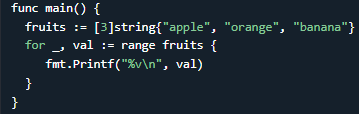 func main() {
  fruits := [3]string{"apple", "orange", "banana"}
  for _, val := range fruits {
     fmt.Printf("%v\n", val)
  }
}